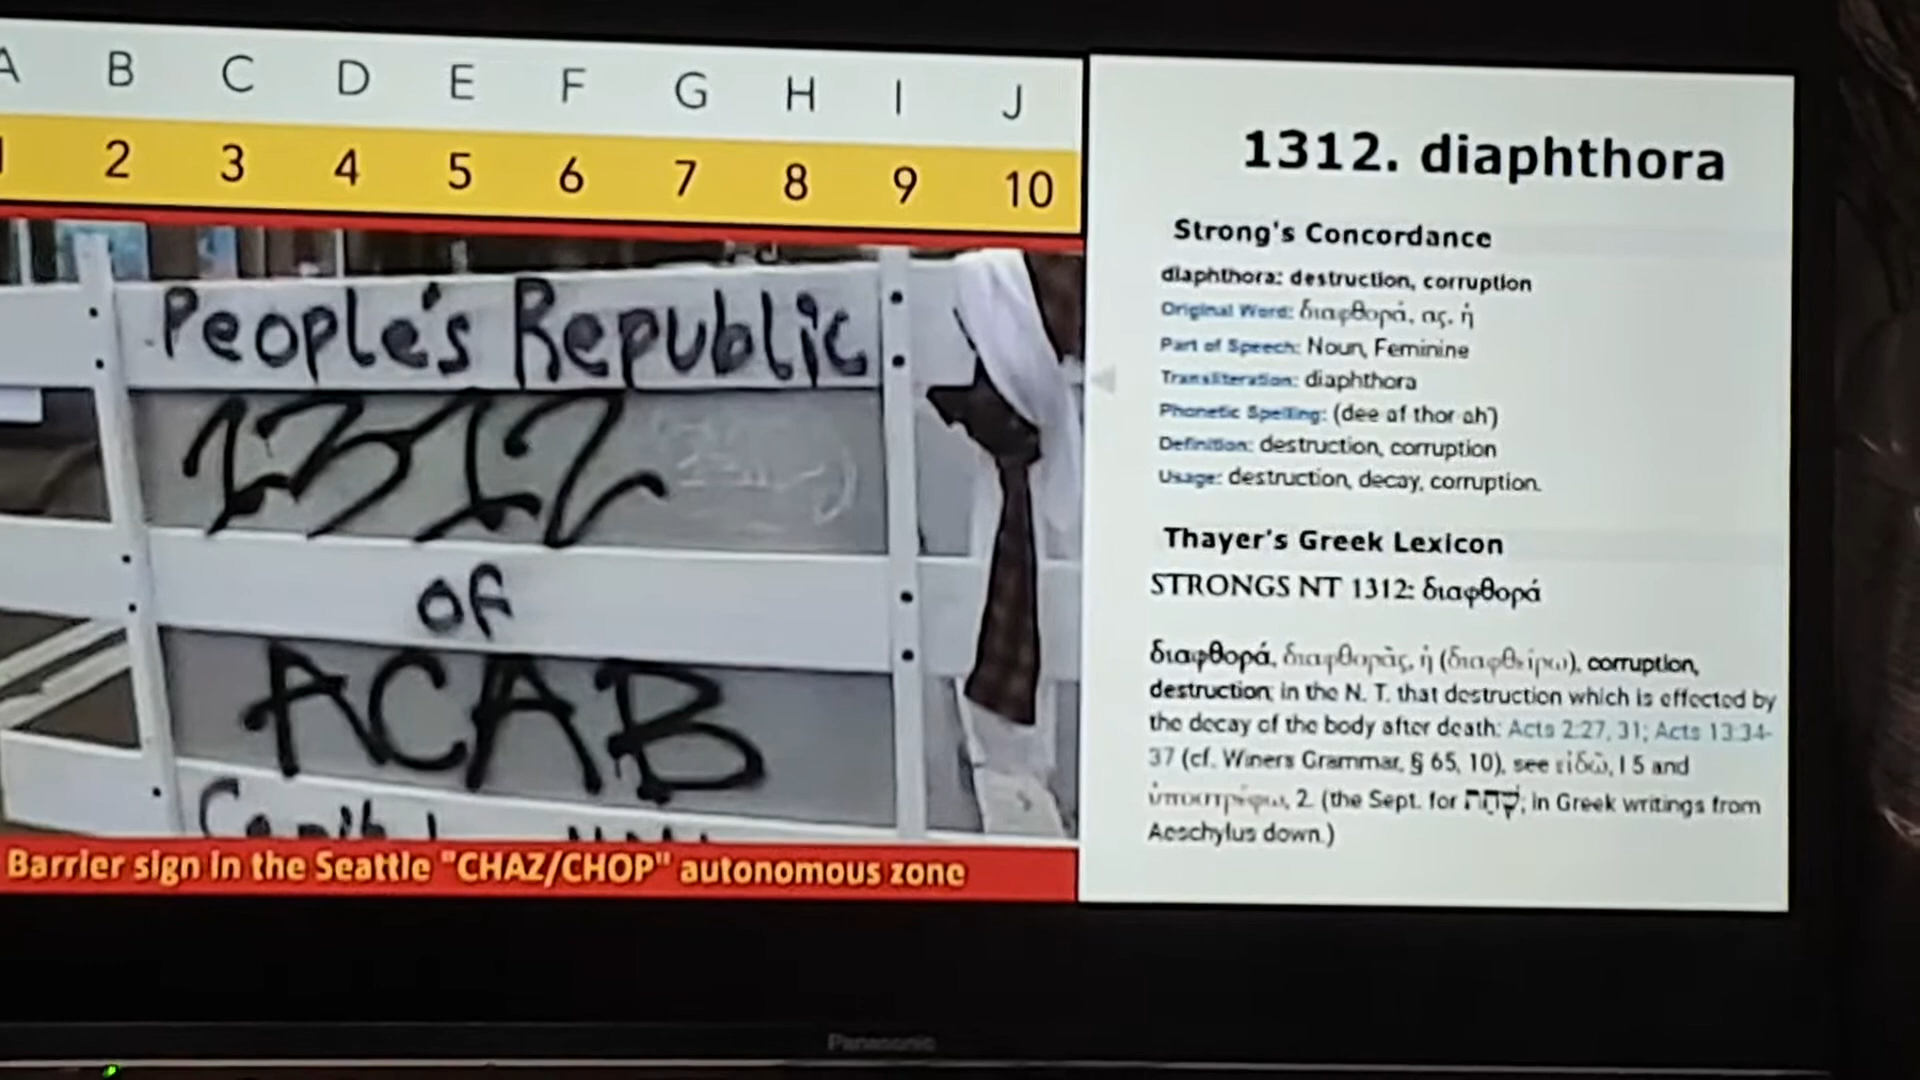 A B C D E F G H I J
1 2 3 4 5 6 7 8 9 10
People's Republic
1312
of
ACAB
Barrier sign in the Seattle "CHAZ/CHOP" autonomous zone
1312. diaphthora
Strong's Concordance
diaphthora: destruction, corruption
Original Word: διαφθορά, ας, ἡ
Part of Speech: Noun, Feminine
Transliteration: diaphthora
Phonetic Spelling: (dee af thor ah')
Definition: destruction, corruption
Usage: destruction, decay, corruption.
Thayer's Greek Lexicon
STRONGS NT 1312: διαφθορά
διαφθορά, διαφθορᾶς, ἡ (διαφθείρω), corruption,
destruction; in the N. T. that destruction which is effected by
the decay of the body after death: Acts 2:27, 31; Acts 13:34-
37 (cf. Winers Grammar, § 65, 10), see εἰδῶ, I 5 and
ὑποστρέφω, 2. (the Sept. for שַׁחַת; in Greek writings from
Aeschylus down.)
Panasonic